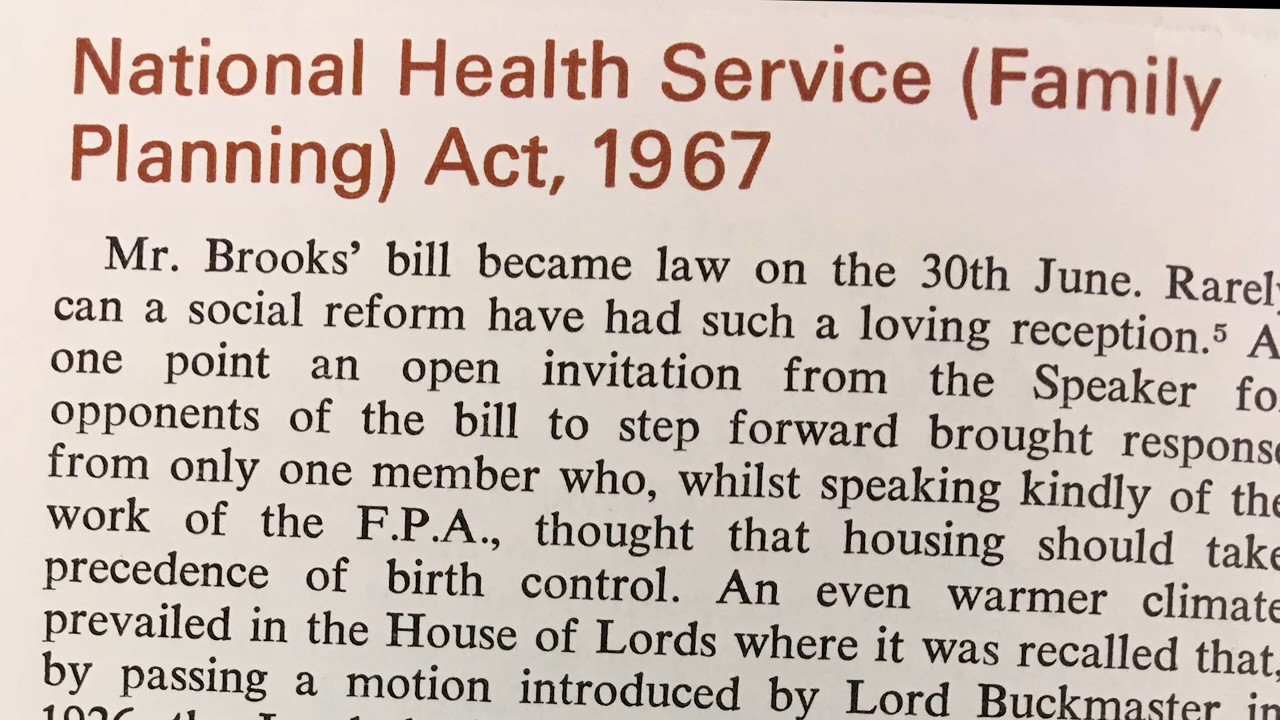 National Health Service (Family
Planning) Act, 1967
Mr. Brooks’ bill became law on the 30th June. Rarely
can a social reform have had such a loving reception.⁵
one point an open invitation from the Speaker
opponents of the bill to step forward brought response
from only one member who, whilst speaking kindly of the
work of the F.P.A., thought that housing should take
precedence of birth control. An even warmer climate
prevailed in the House of Lords where it was recalled that,
by passing a motion introduced by Lord Buckmaster in